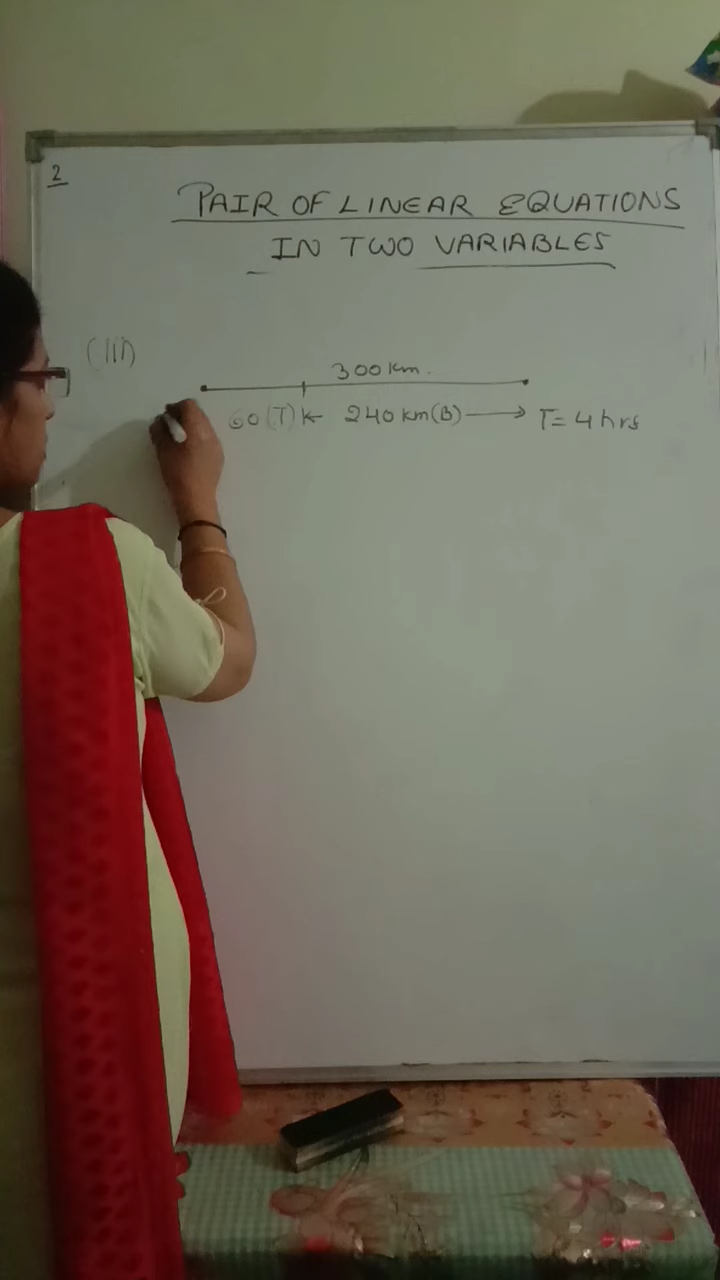 2
PAIR OF LINEAR EQUATIONS
IN TWO VARIABLES
(iii)
300 km.
60 (T) ← 240 km (B) → T = 4 hrs